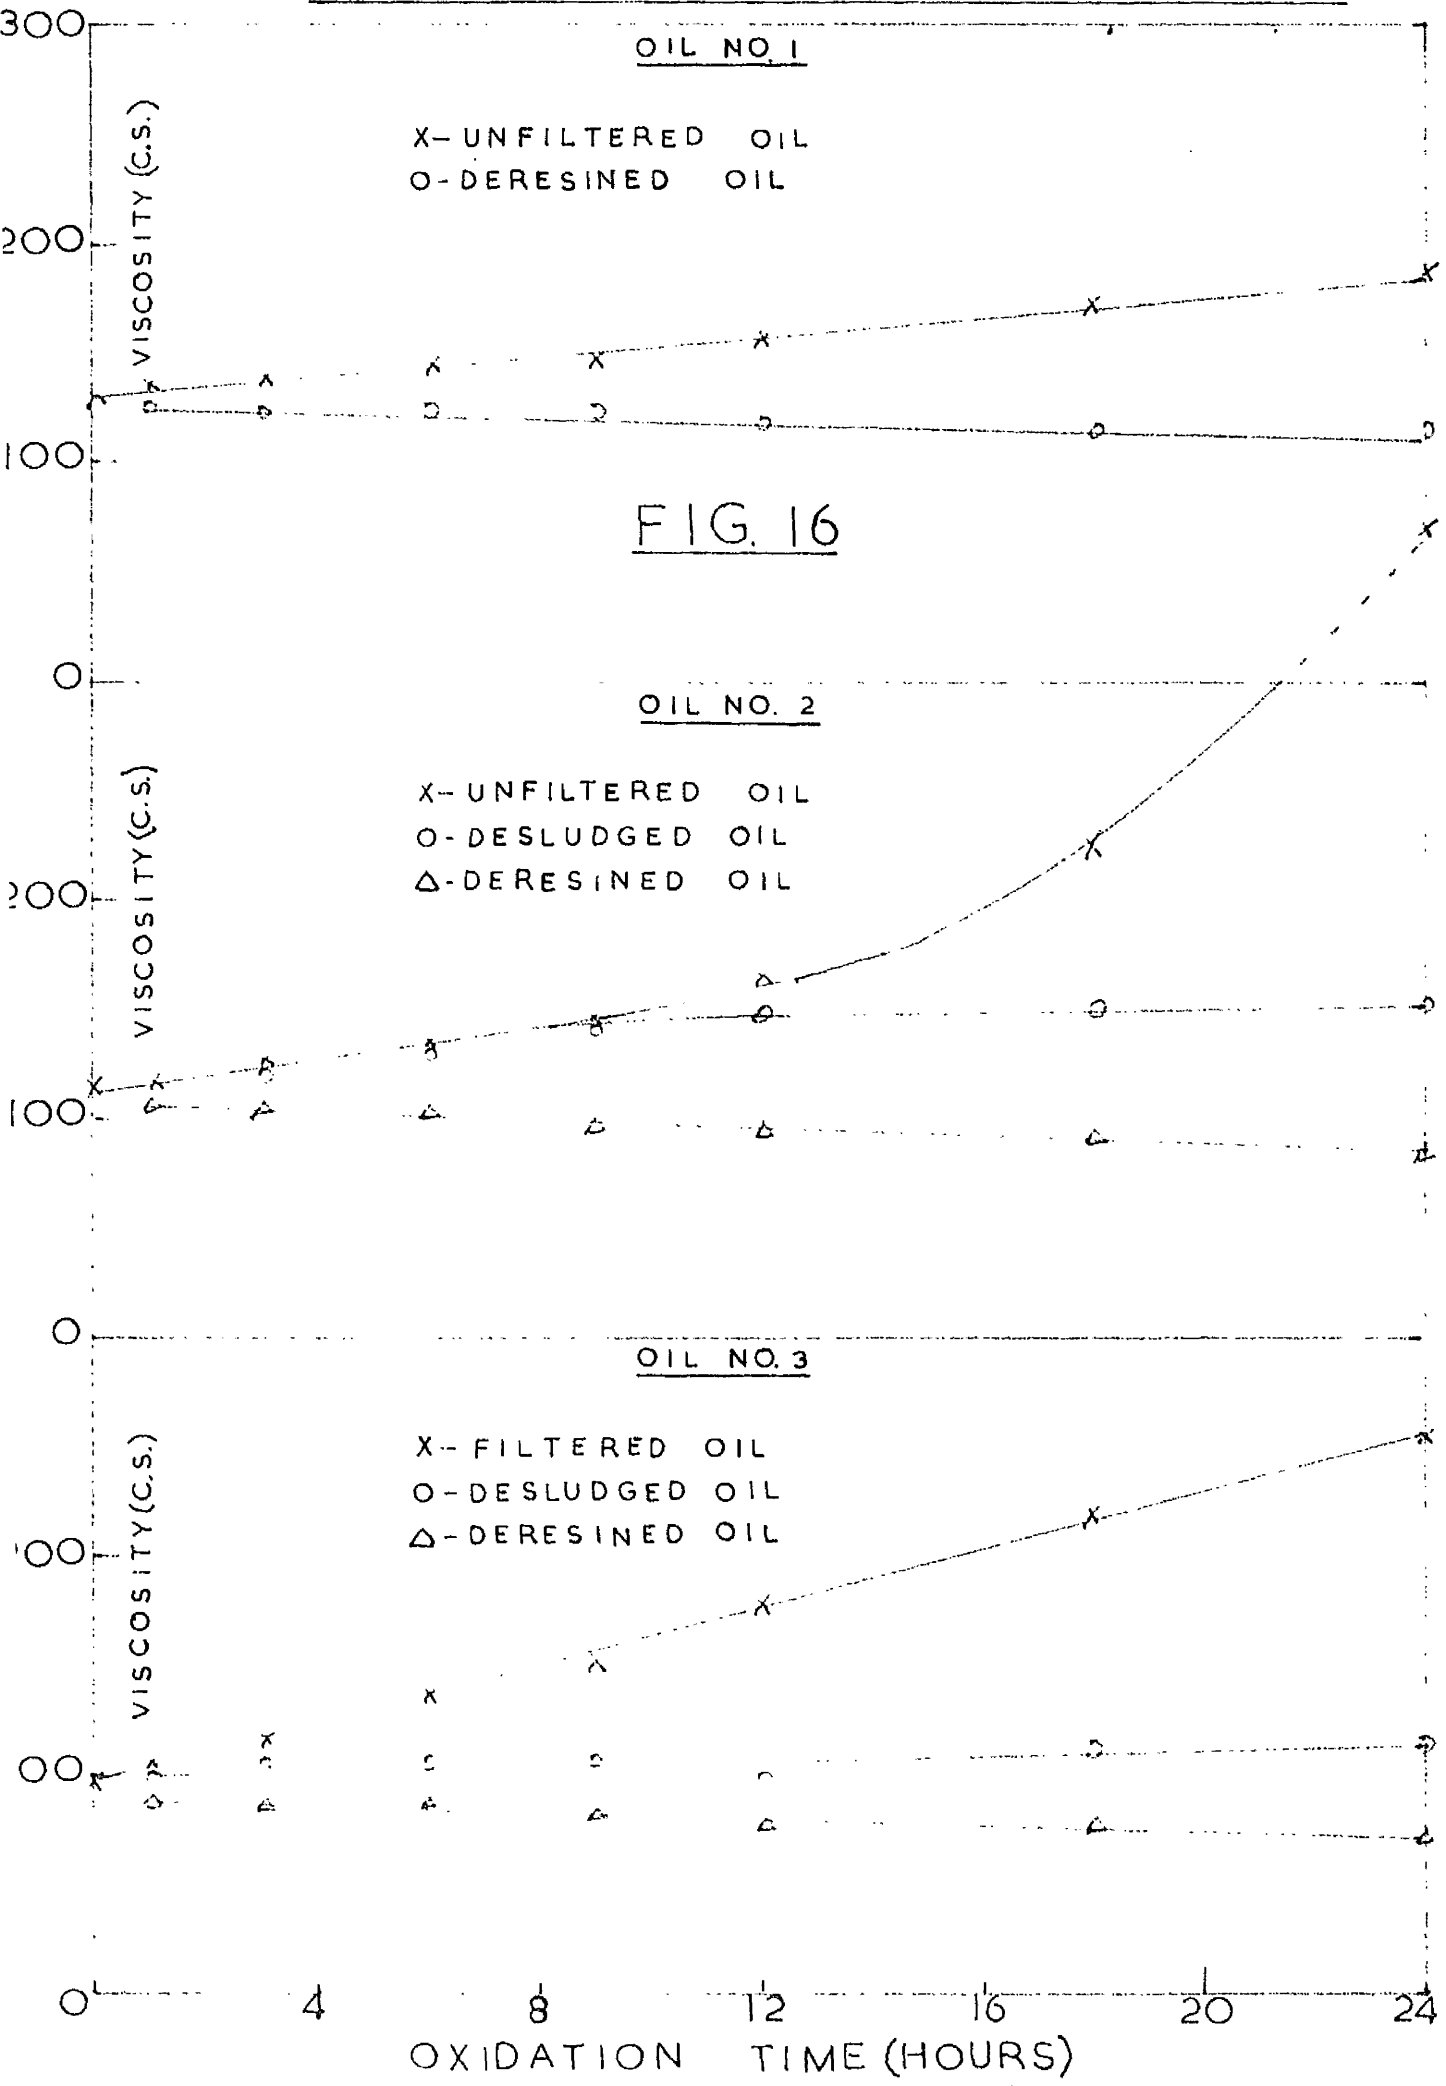 300
OIL NO. 1
X- UNFILTERED OIL
O- DERESINED OIL
VISCOSITY (C.S.)
200
100
FIG. 16
0
OIL NO. 2
X- UNFILTERED OIL
O- DESLUDGED OIL
Δ- DERESINED OIL
VISCOSITY (C.S.)
200
100
0
OIL NO. 3
X- FILTERED OIL
O- DESLUDGED OIL
Δ- DERESINED OIL
VISCOSITY (C.S.)
00
00
0 4 8 12 16 20 24
OXIDATION TIME (HOURS)